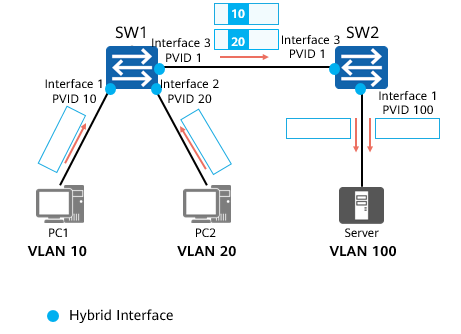 10
SW1
SW2
20
Interface 3
PVID 1
Interface 3
PVID 1
Interface 1
PVID 10
Interface 2
PVID 20
Interface 1
PVID 100
PC1
PC2
Server
VLAN 10
VLAN 20
VLAN 100
Hybrid Interface